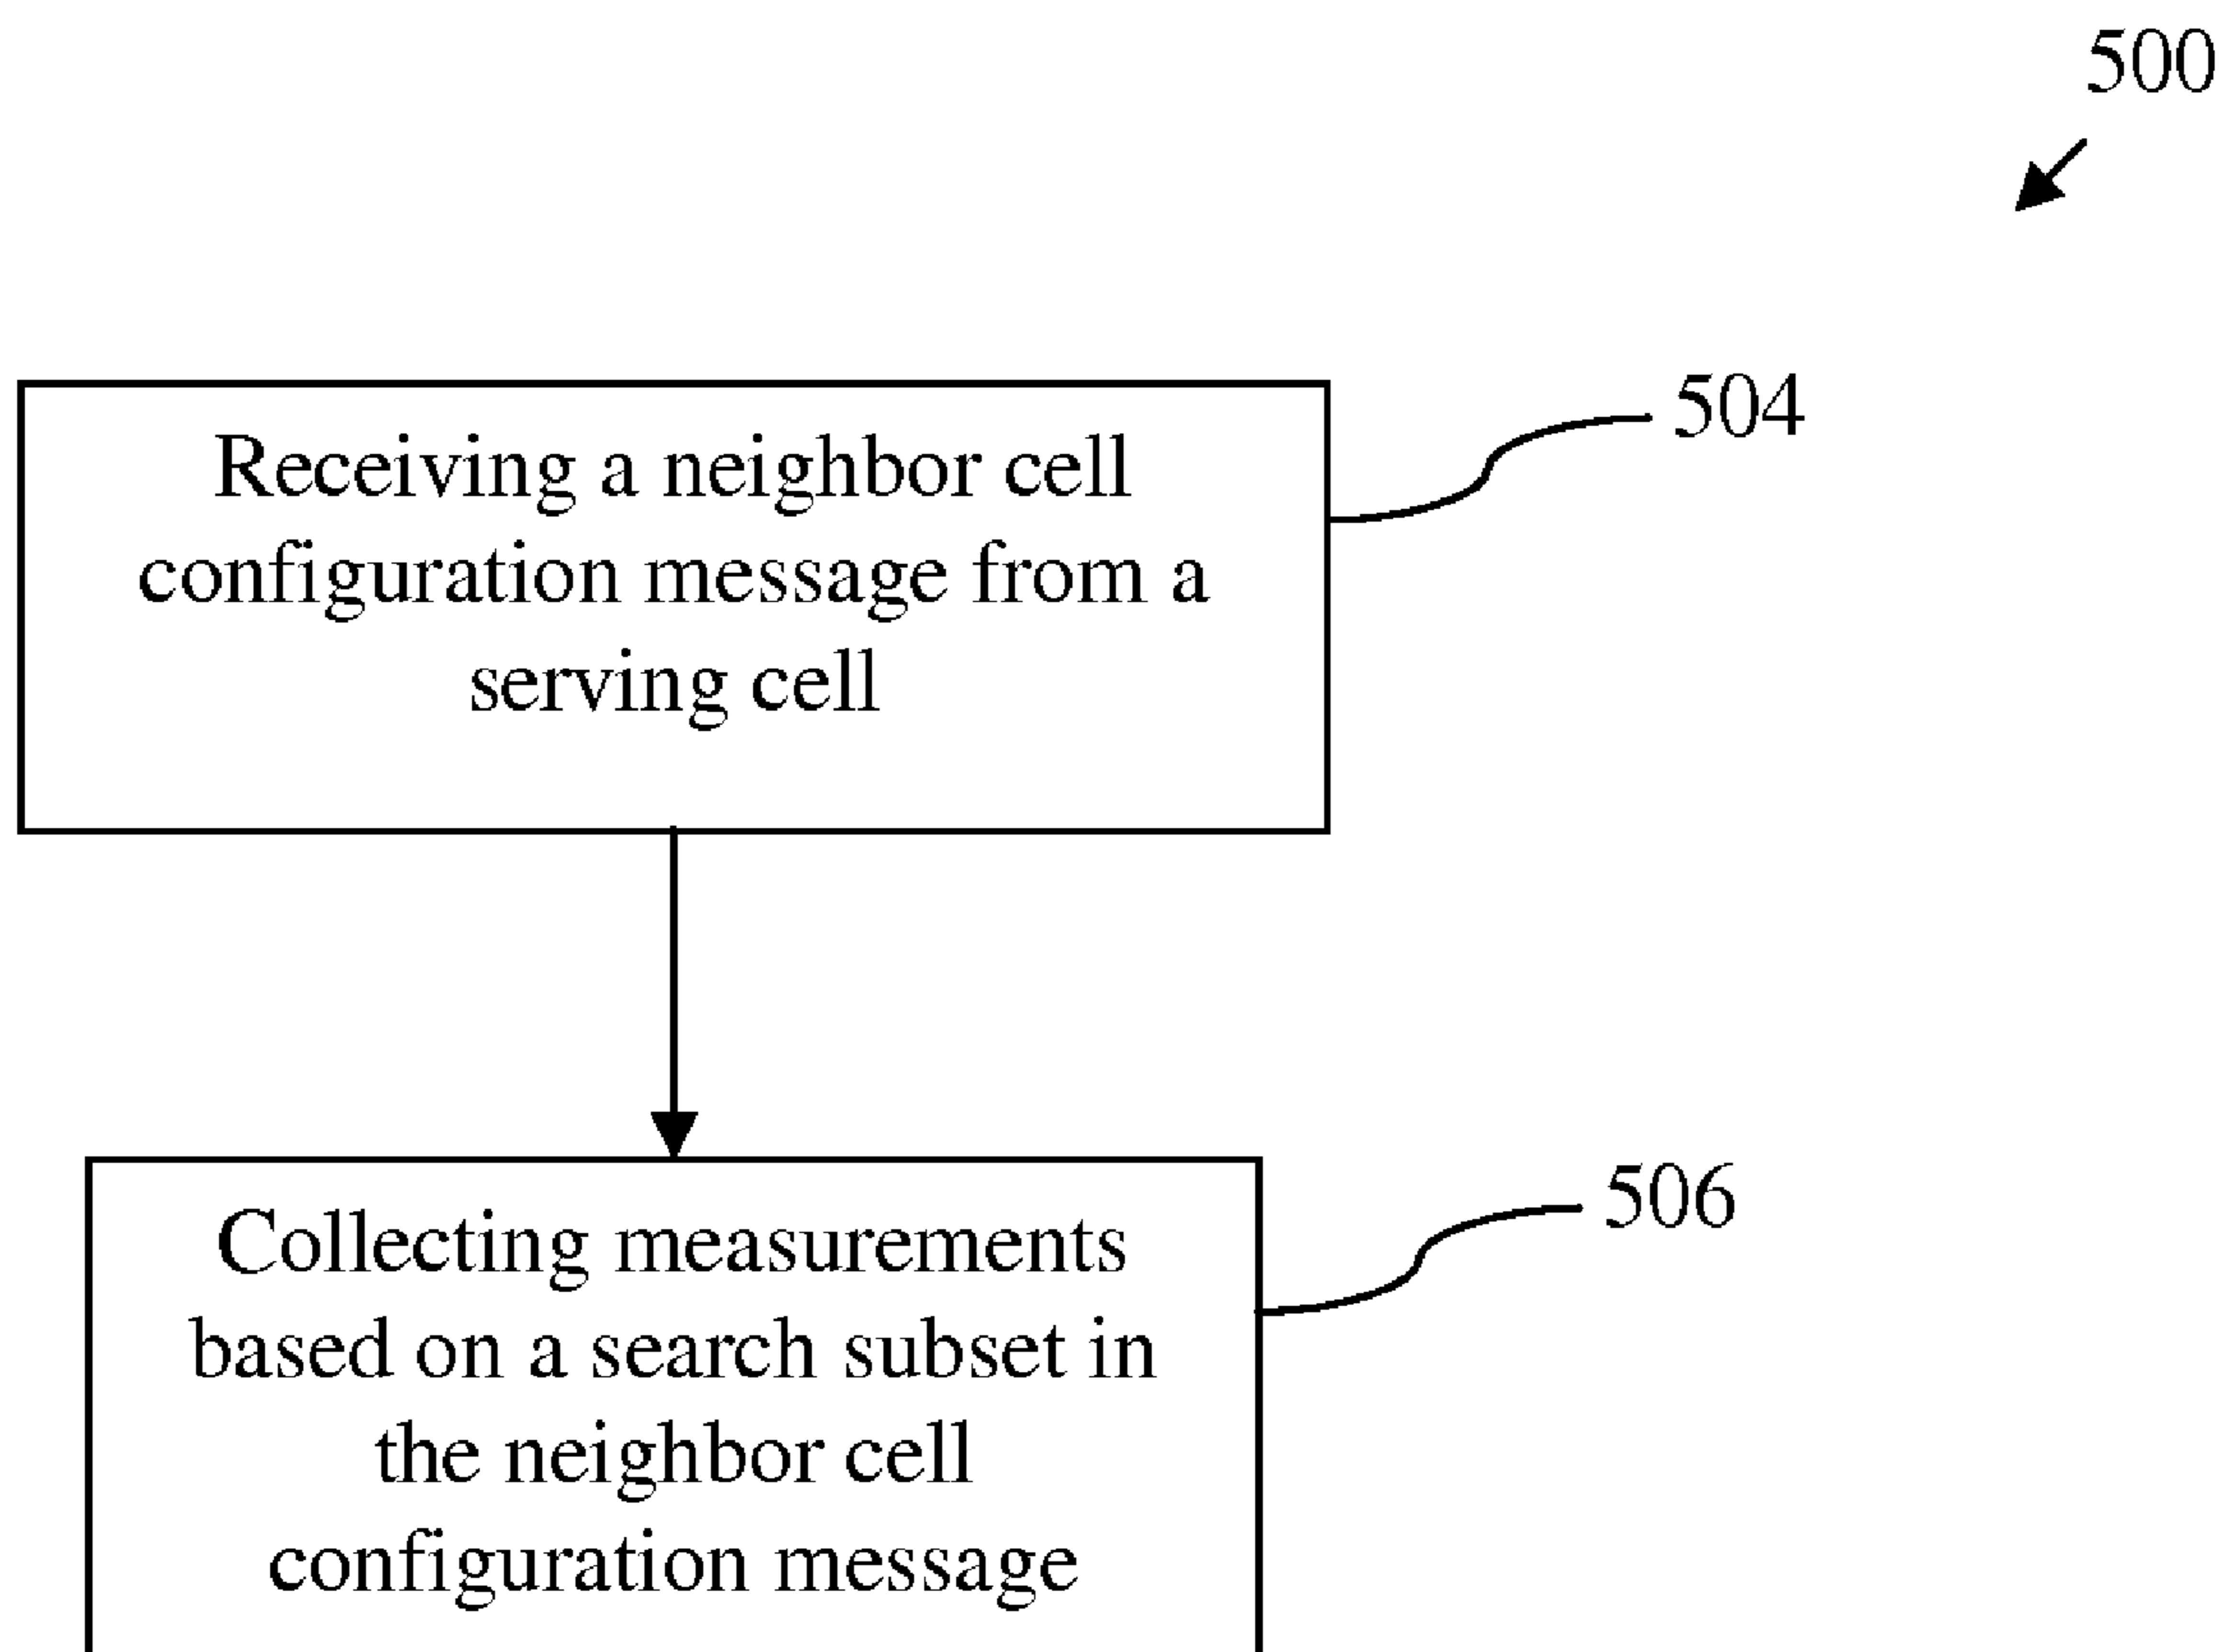 500
504
Receiving a neighbor cell
configuration message from a
serving cell
506
Collecting measurements
based on a search subset in
the neighbor cell
configuration message